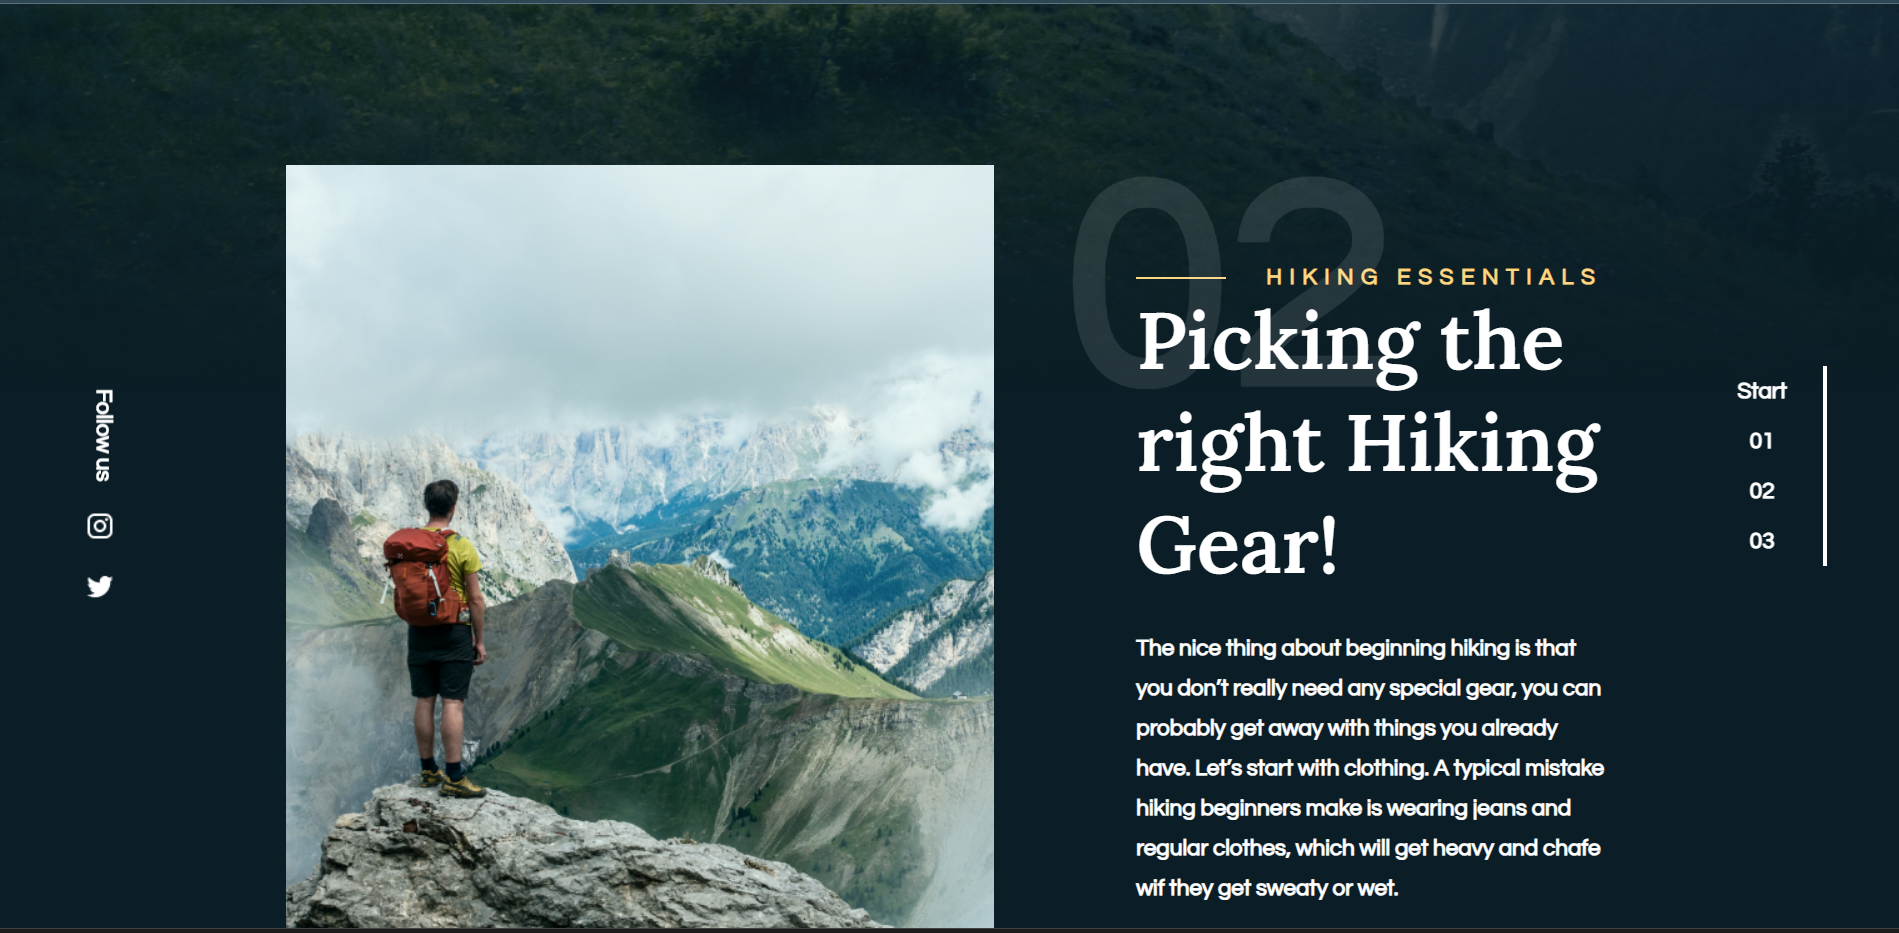 Follow us
02
HIKING ESSENTIALS
Picking the
right Hiking
Gear!
The nice thing about beginning hiking is that
you don’t really need any special gear, you can
probably get away with things you already
have. Let’s start with clothing. A typical mistake
hiking beginners make is wearing jeans and
regular clothes, which will get heavy and chafe
wif they get sweaty or wet.
Start
01
02
03